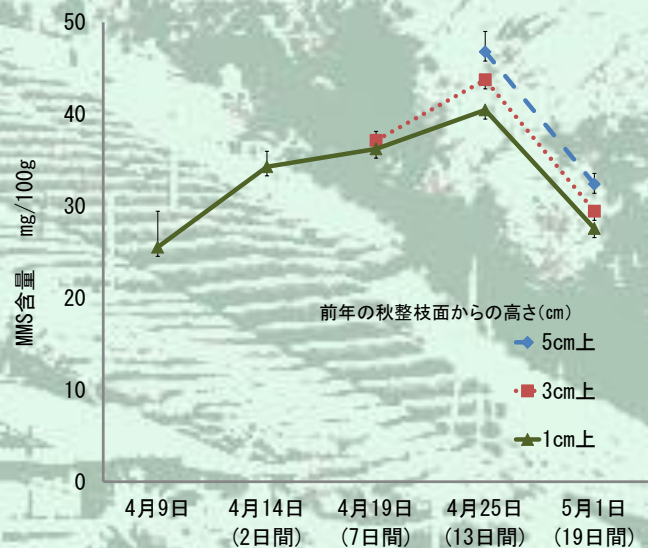 50
40
30
20
10
0
MMS含量 mg/100g
前年の秋整枝面からの高さ(cm)
5cm上
3cm上
1cm上
4月9日 4月14日 4月19日 4月25日 5月1日
(2日間) (7日間) (13日間) (19日間)